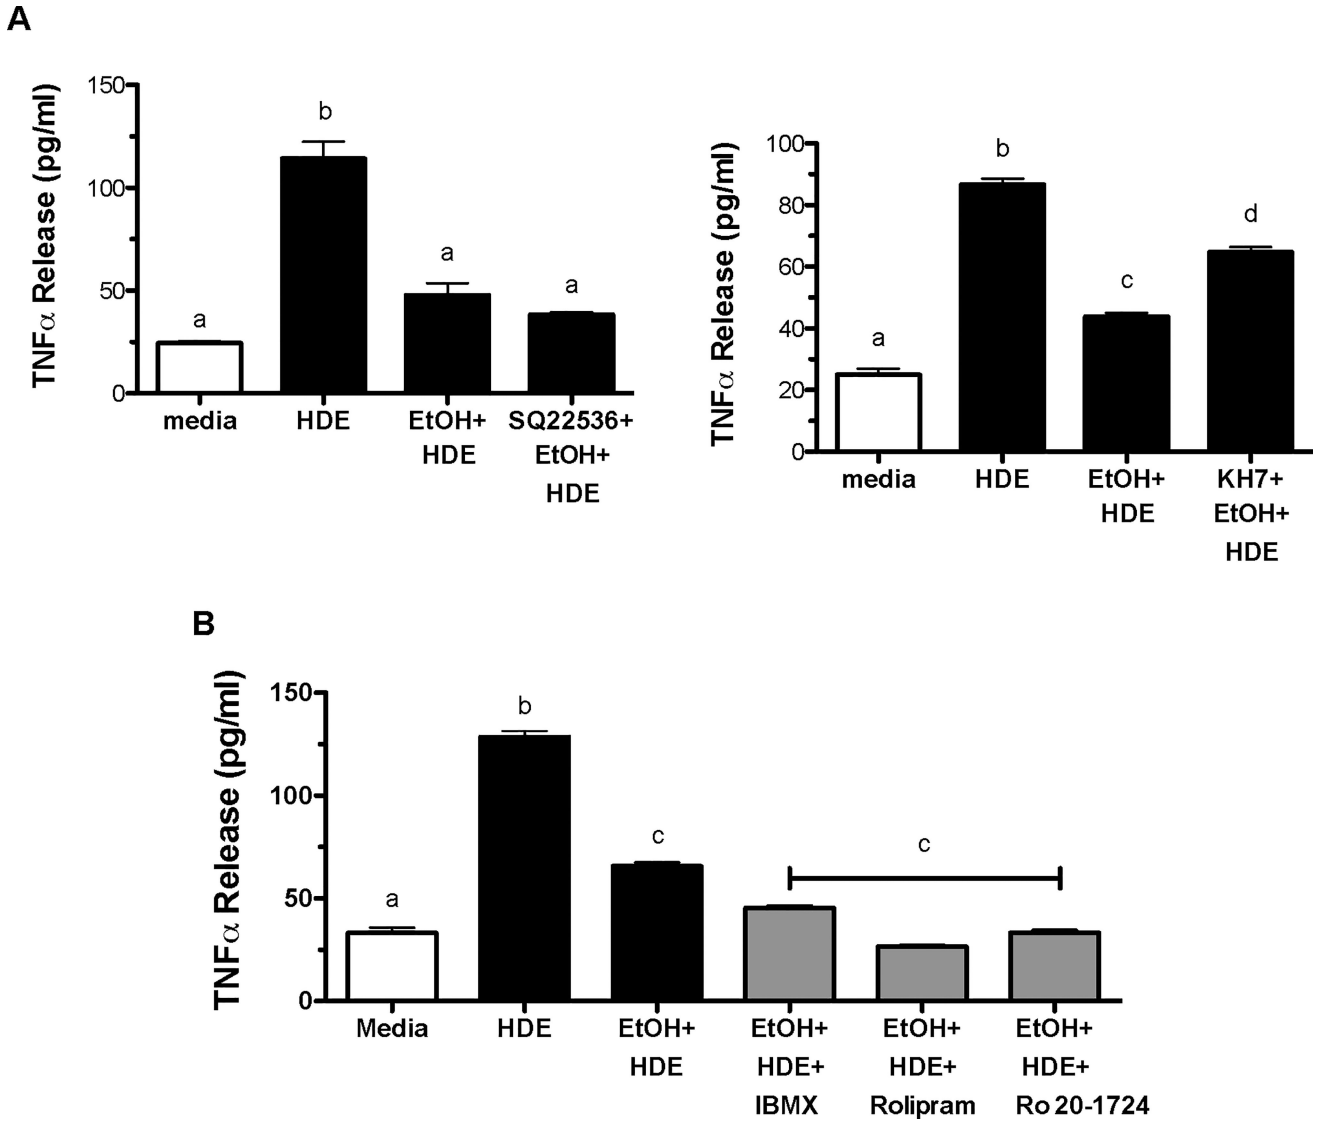 A
TNFα Release (pg/ml)
150
100
50
0
a
b
a
a
media
HDE
EtOH+
HDE
SQ22536+
EtOH+
HDE
TNFα Release (pg/ml)
100
80
60
40
20
0
a
b
c
d
media
HDE
EtOH+
HDE
KH7+
EtOH+
HDE
B
TNFα Release (pg/ml)
150
100
50
0
a
b
c
c
Media
HDE
EtOH+
HDE
EtOH+
HDE+
IBMX
EtOH+
HDE+
Rolipram
EtOH+
HDE+
Ro 20-1724